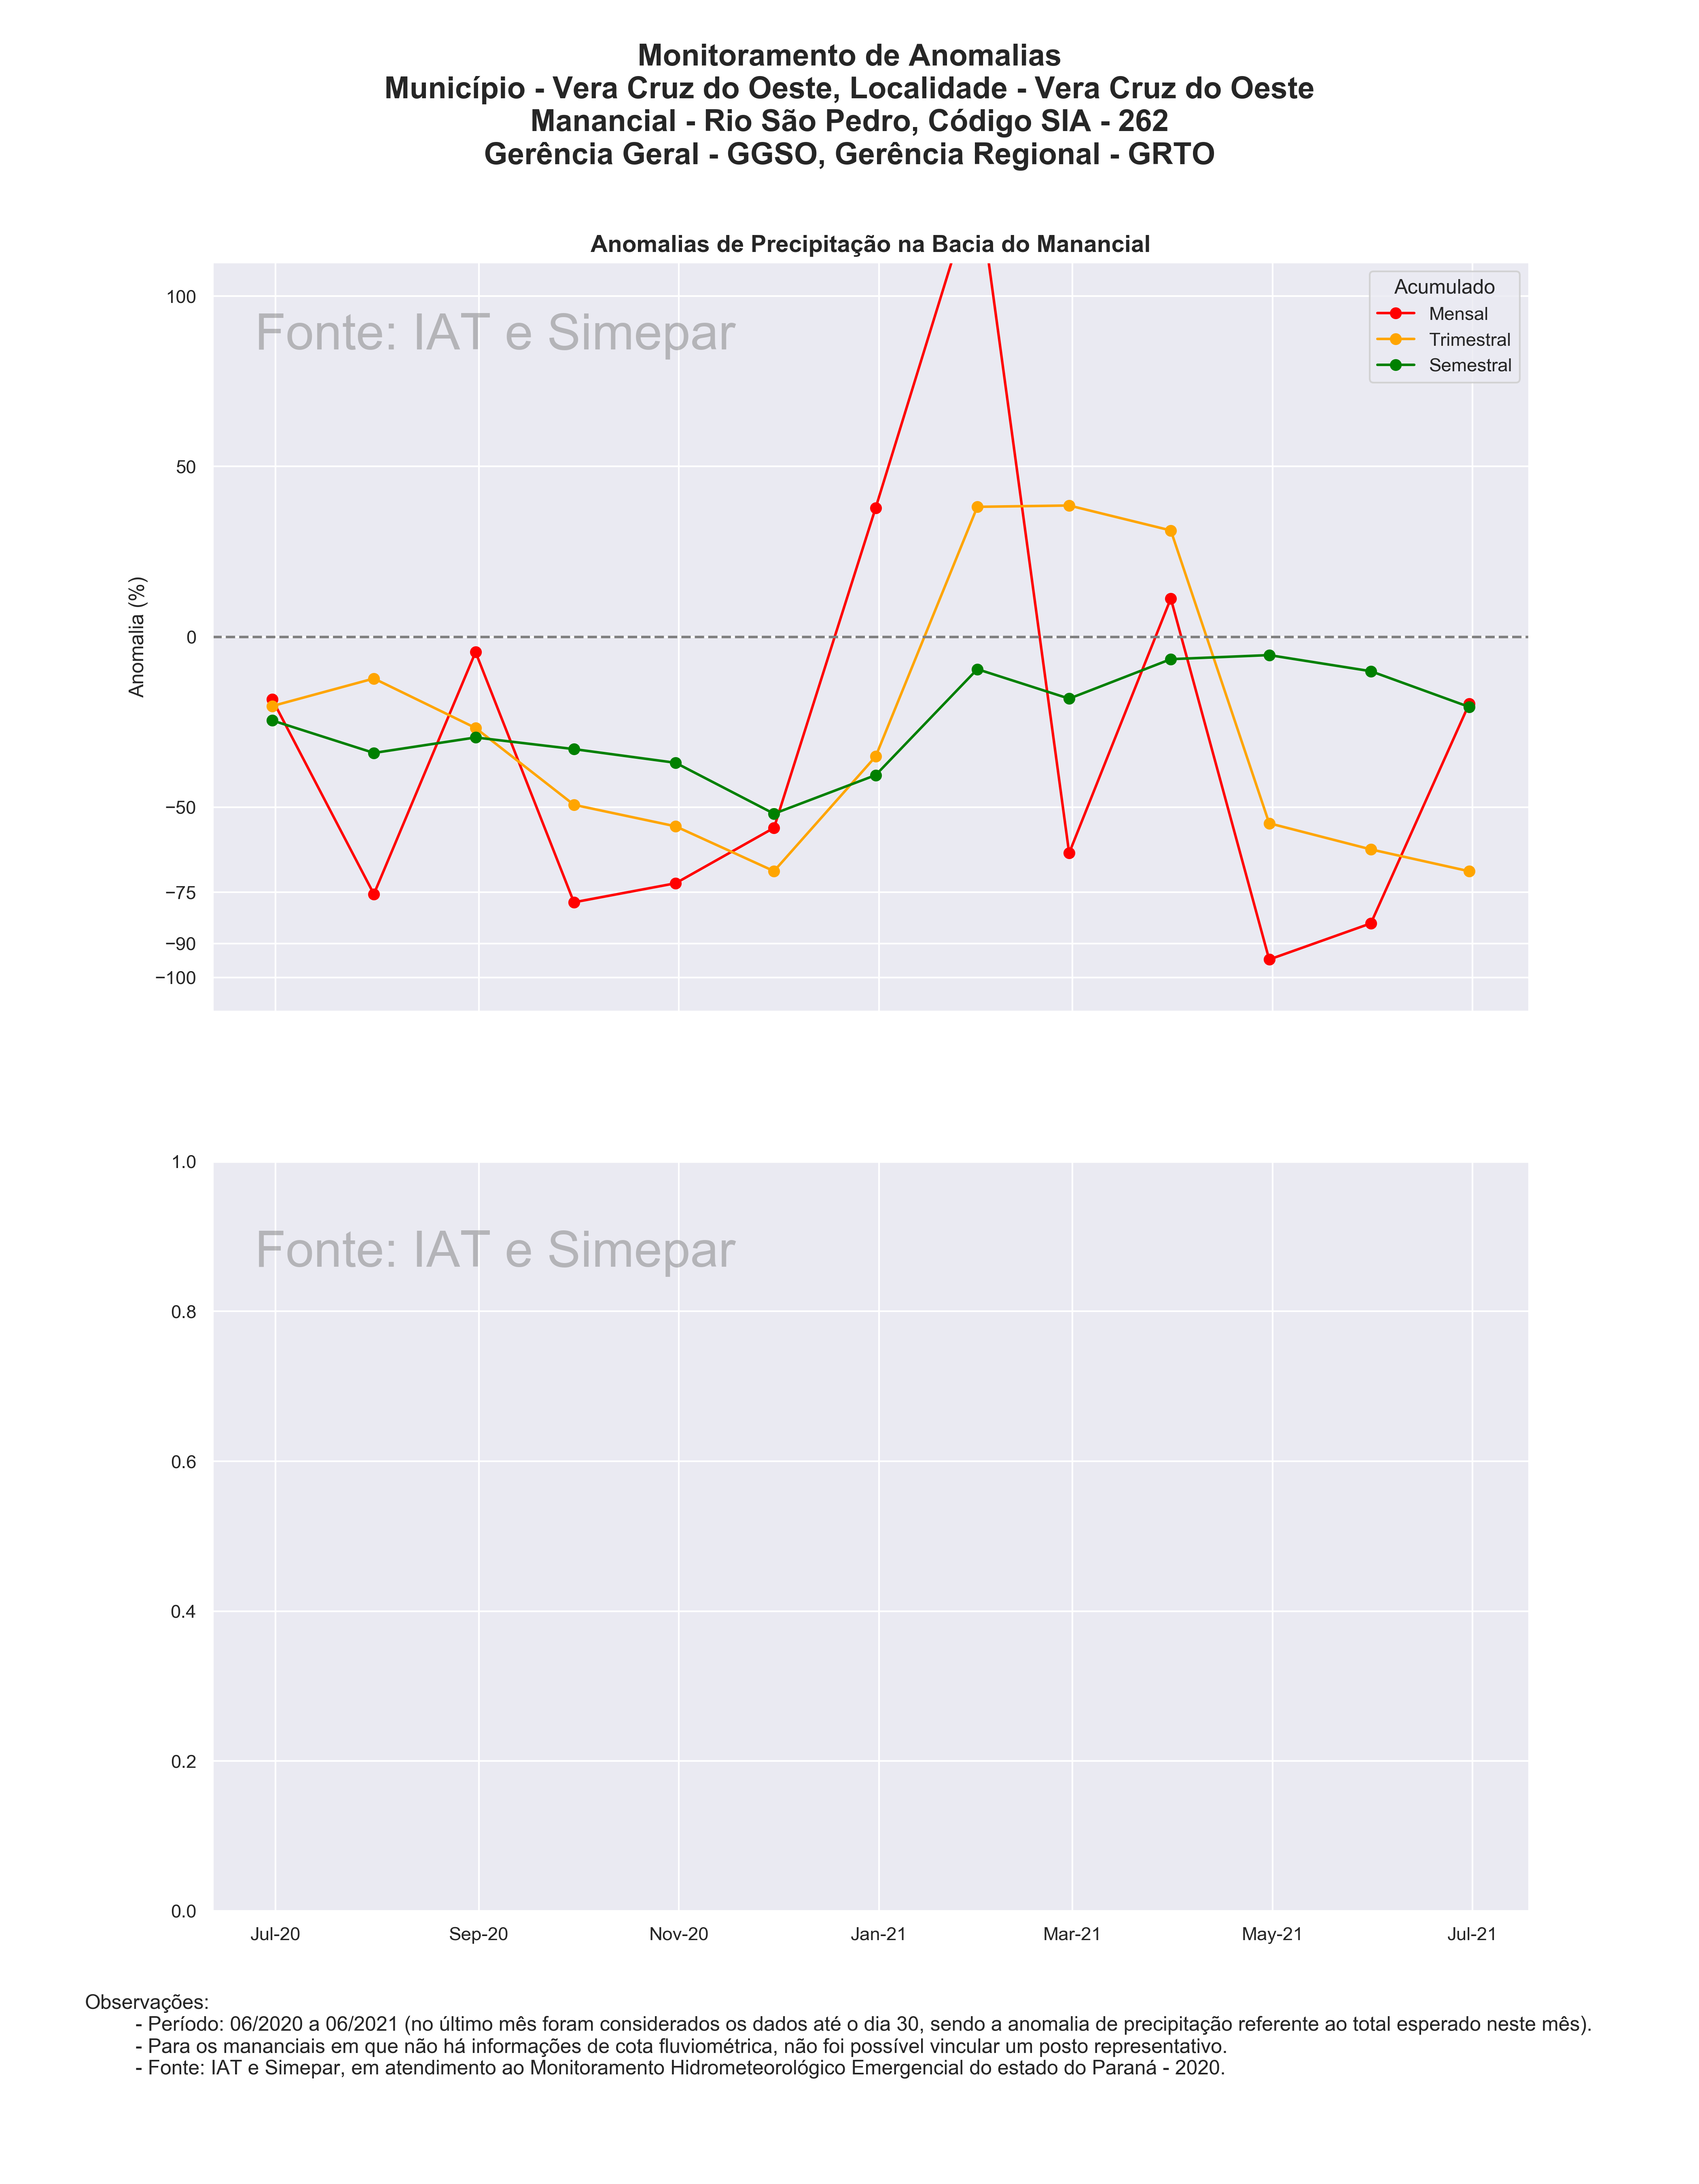 Monitoramento de Anomalias
Município - Vera Cruz do Oeste, Localidade - Vera Cruz do Oeste
Manancial - Rio São Pedro, Código SIA - 262
Gerência Geral - GGSO, Gerência Regional - GRTO
Anomalias de Precipitação na Bacia do Manancial
Fonte: IAT e Simepar
Acumulado
Mensal
Trimestral
Semestral
Anomalia (%)
100
50
0
−50
−75
−90
−100
Fonte: IAT e Simepar
1.0
0.8
0.6
0.4
0.2
0.0
Jul-20 Sep-20 Nov-20 Jan-21 Mar-21 May-21 Jul-21
Observações:
- Período: 06/2020 a 06/2021 (no último mês foram considerados os dados até o dia 30, sendo a anomalia de precipitação referente ao total esperado neste mês).
- Para os mananciais em que não há informações de cota fluviométrica, não foi possível vincular um posto representativo.
- Fonte: IAT e Simepar, em atendimento ao Monitoramento Hidrometeorológico Emergencial do estado do Paraná - 2020.